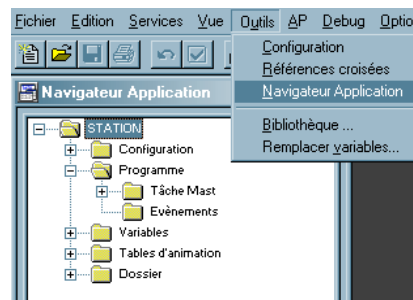 Fichier Edition Services Vue Outils AP Debug Optio
Configuration
Références croisées
Navigateur Application
Bibliothèque ...
Remplacer variables...
Navigateur Application
STATION
Configuration
Programme
Tâche Mast
Evènements
Variables
Tables d'animation
Dossier